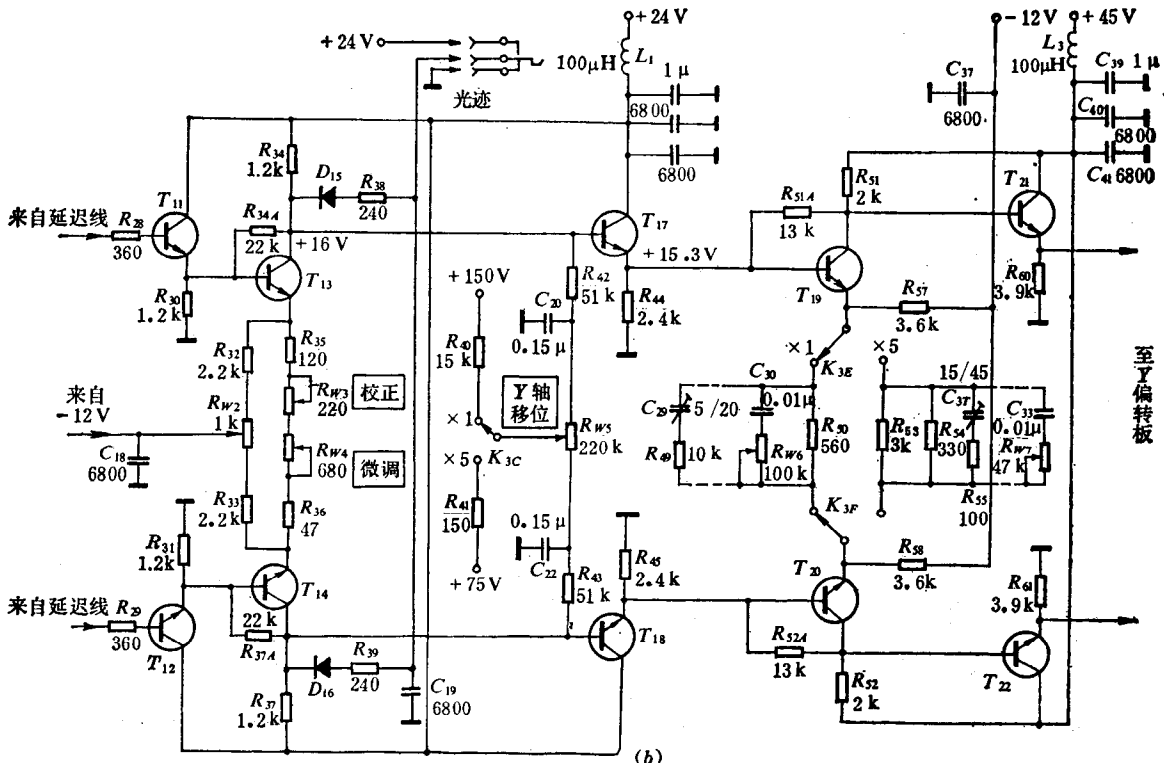 +24V
-12V
+45V
+24V
100μH
L₁
L₃
100μH
C₃₉
1μ
1μ
光迹
C₃₇
6800
6800
C₄₀
6800
6800
C₄₁
6800
R₃₄
1.2k
D₁₅
R₃₈
240
T₁₁
R₃₄A
22k
来自延迟线
R₂₈
360
+16V
T₁₃
T₁₇
+15.3V
R₅₁A
13k
R₅₁
2k
T₂₁
R₃₀
1.2k
+150V
R₄₂
51k
C₂₀
0.15μ
R₄₄
2.4k
T₁₉
R₅₇
3.6k
R₆₀
3.9k
R₃₂
2.2k
R₃₅
120
R₄₀
15k
×1
K₃E
×5
至Y偏转板
来自
-12V
R_W2
1k
R_W3
220
校正
Y轴
移位
C₃₀
0.01μ
15/45
C₁₈
6800
R_W4
680
微调
×1
K₃C
R_W5
220k
C₂₉
5/20
R₅₀
560
R₅₃
3k
R₅₄
330
C₃T
C₃₃
0.01μ
×5
R₄₉
10k
R_W6
100k
R_W7
47k
R₃₃
2.2k
R₃₆
47
R₄₁
150
R₅₅
100
K₃F
R₃₁
1.2k
0.15μ
+75V
C₂₂
R₄₃
51k
R₄₅
2.4k
T₂₀
R₅₈
3.6k
R₆₁
3.9k
来自延迟线
R₂₉
360
T₁₄
22k
R₃₇A
T₁₂
T₁₈
R₅₂A
13k
T₂₂
D₁₆
R₃₉
240
C₁₉
6800
R₃₇
1.2k
R₅₂
2k
(b)